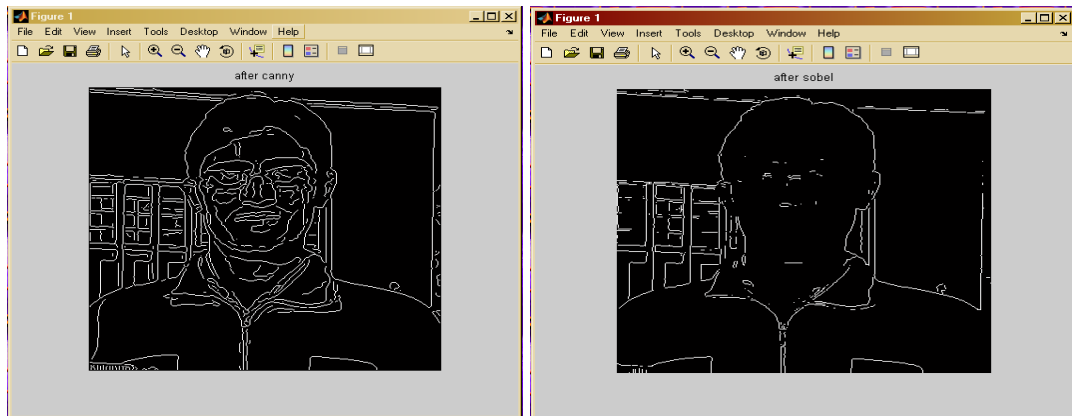 Figure 1
File Edit View Insert Tools Desktop Window Help
after canny
Figure 1
File Edit View Insert Tools Desktop Window Help
after sobel